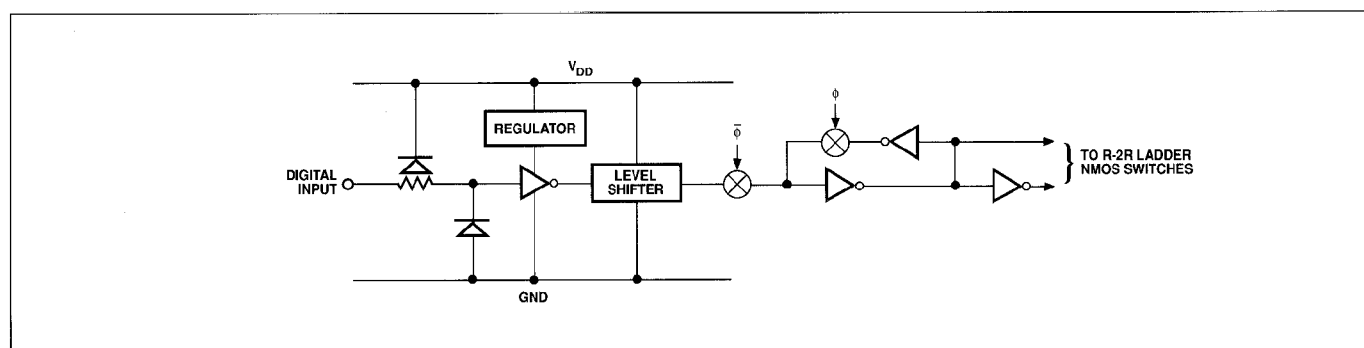 V_DD
REGULATOR
DIGITAL
INPUT
LEVEL
SHIFTER
GND
ϕ̄
ϕ
TO R-2R LADDER
NMOS SWITCHES